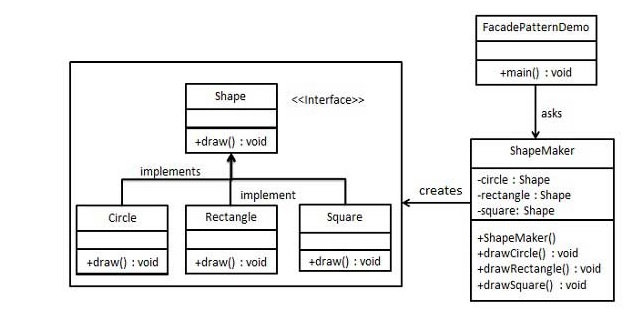 FacadePatternDemo
+main() : void
asks
Shape
<<Interface>>
+draw() : void
implements
implement
Circle
+draw() : void
Rectangle
+draw() : void
Square
+draw() : void
creates
ShapeMaker
-circle : Shape
-rectangle : Shape
-square: Shape
+ShapeMaker()
+drawCircle() : void
+drawRectangle() : void
+drawSquare() : void